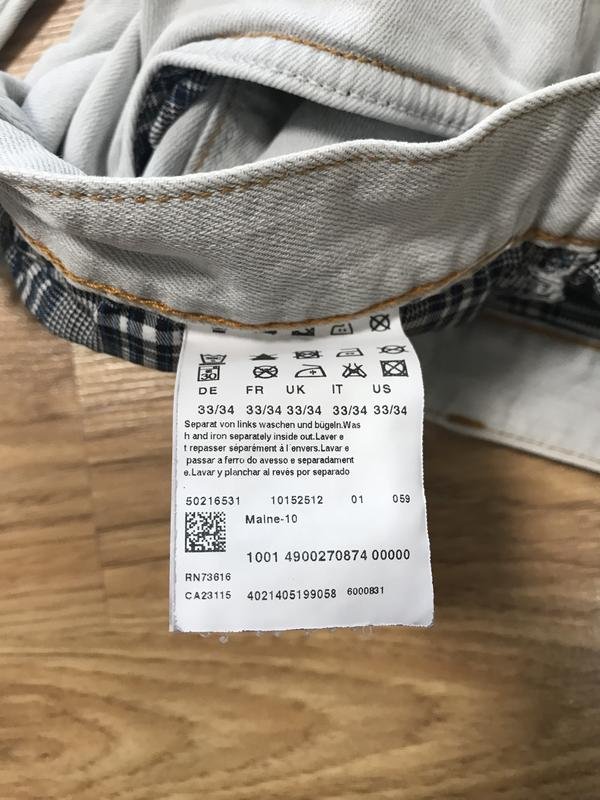 30
DE FR UK IT US
33/34 33/34 33/34 33/34 33/34
Separat von links waschen und bügeln.Was
h and iron separately inside out.Laver e
t repasser séparément à l'envers.Lavar e
passar a ferro do avesso e separadament
e.Lavar y planchar al revés por separado
50216531 10152512 01 059
Maine-10
1001 4900270874 00000
RN73616
CA23115 4021405199058 6000831